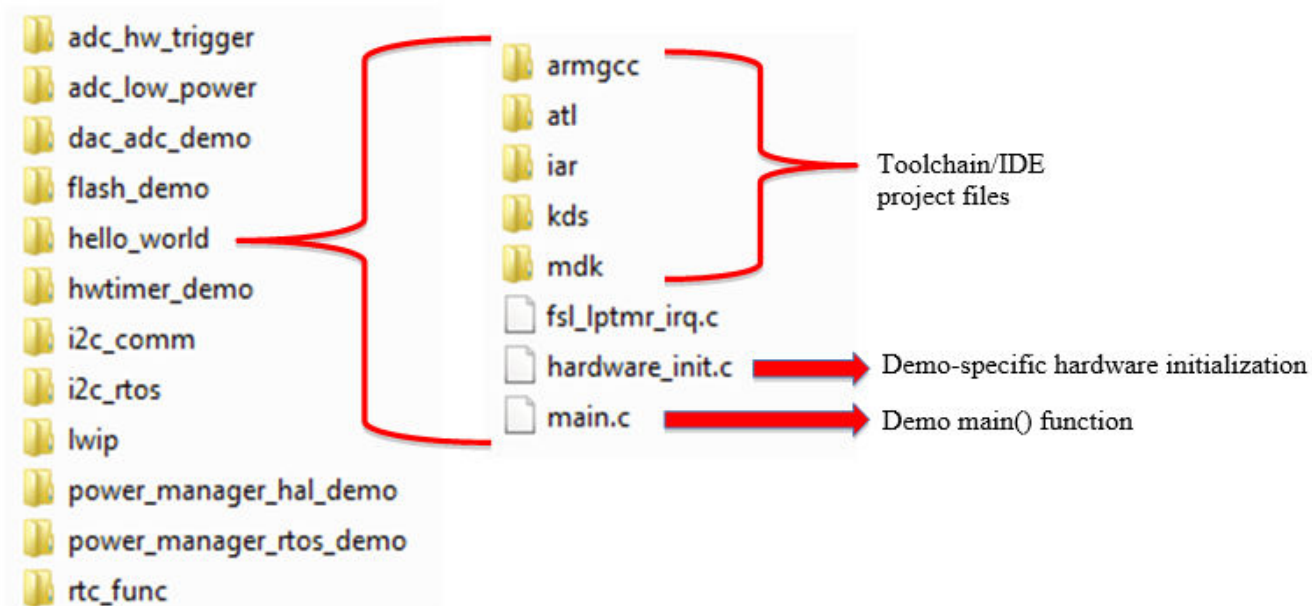 adc_hw_trigger
adc_low_power
dac_adc_demo
flash_demo
hello_world
hwtimer_demo
i2c_comm
i2c_rtos
lwip
power_manager_hal_demo
power_manager_rtos_demo
rtc_func
armgcc
atl
iar
kds
mdk
fsl_lptmr_irq.c
hardware_init.c
main.c
Toolchain/IDE
project files
Demo-specific hardware initialization
Demo main() function